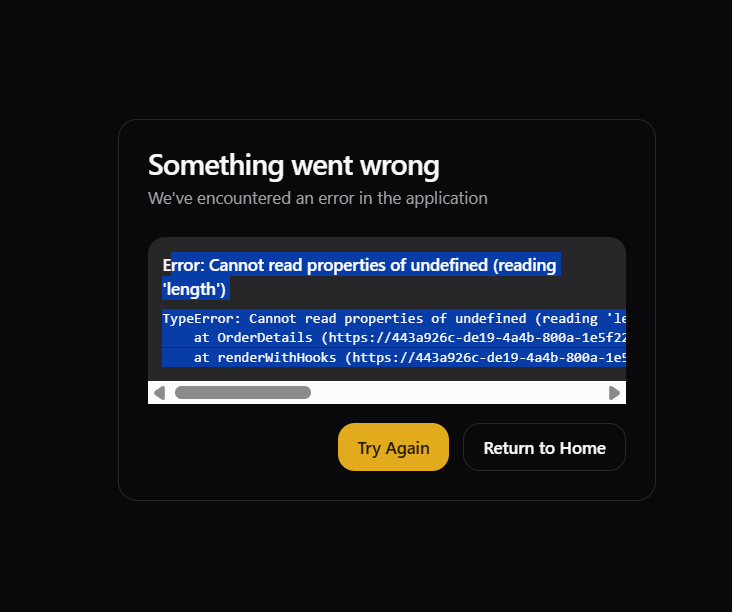 Something went wrong
We've encountered an error in the application
Error: Cannot read properties of undefined (reading
'length')
TypeError: Cannot read properties of undefined (reading 'le
at OrderDetails (https://443a926c-de19-4a4b-800a-1e5f22
at renderWithHooks (https://443a926c-de19-4a4b-800a-1e5
Try Again
Return to Home